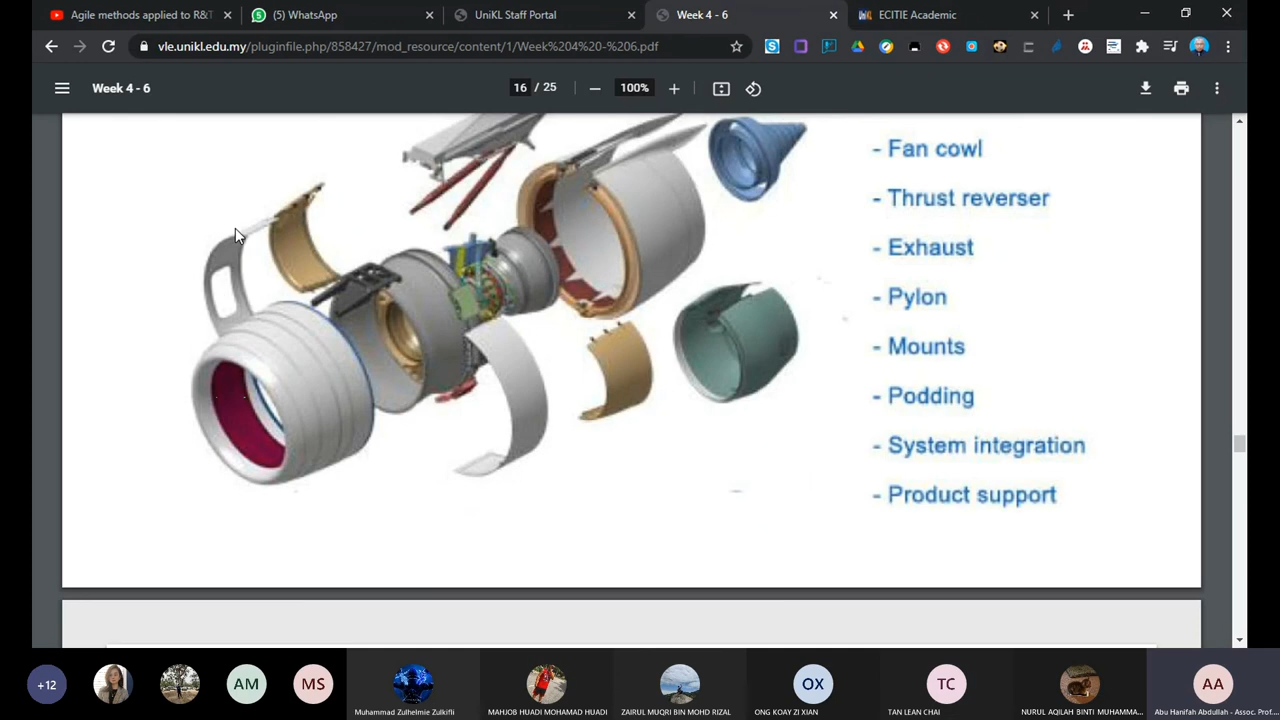 Agile methods applied to R&T
(5) WhatsApp
UniKL Staff Portal
Week 4 - 6
ECITIE Academic
vle.unikl.edu.my/pluginfile.php/858427/mod_resource/content/1/Week%204%20-%206.pdf
Week 4 - 6
16 / 25
100%
- Fan cowl
- Thrust reverser
- Exhaust
- Pylon
- Mounts
- Podding
- System integration
- Product support
+12
AM
MS
OX
TC
AA
Muhammad Zulhelmie Zulkifli
MAHJOB HUADI MOHAMAD HUADI
ZAIRUL MUQRI BIN MOHD RIZAL
ONG KOAY ZI XIAN
TAN LEAN CHAI
NURUL AQILAH BINTI MUHAMMA...
Abu Hanifah Abdullah - Assoc. Prof...